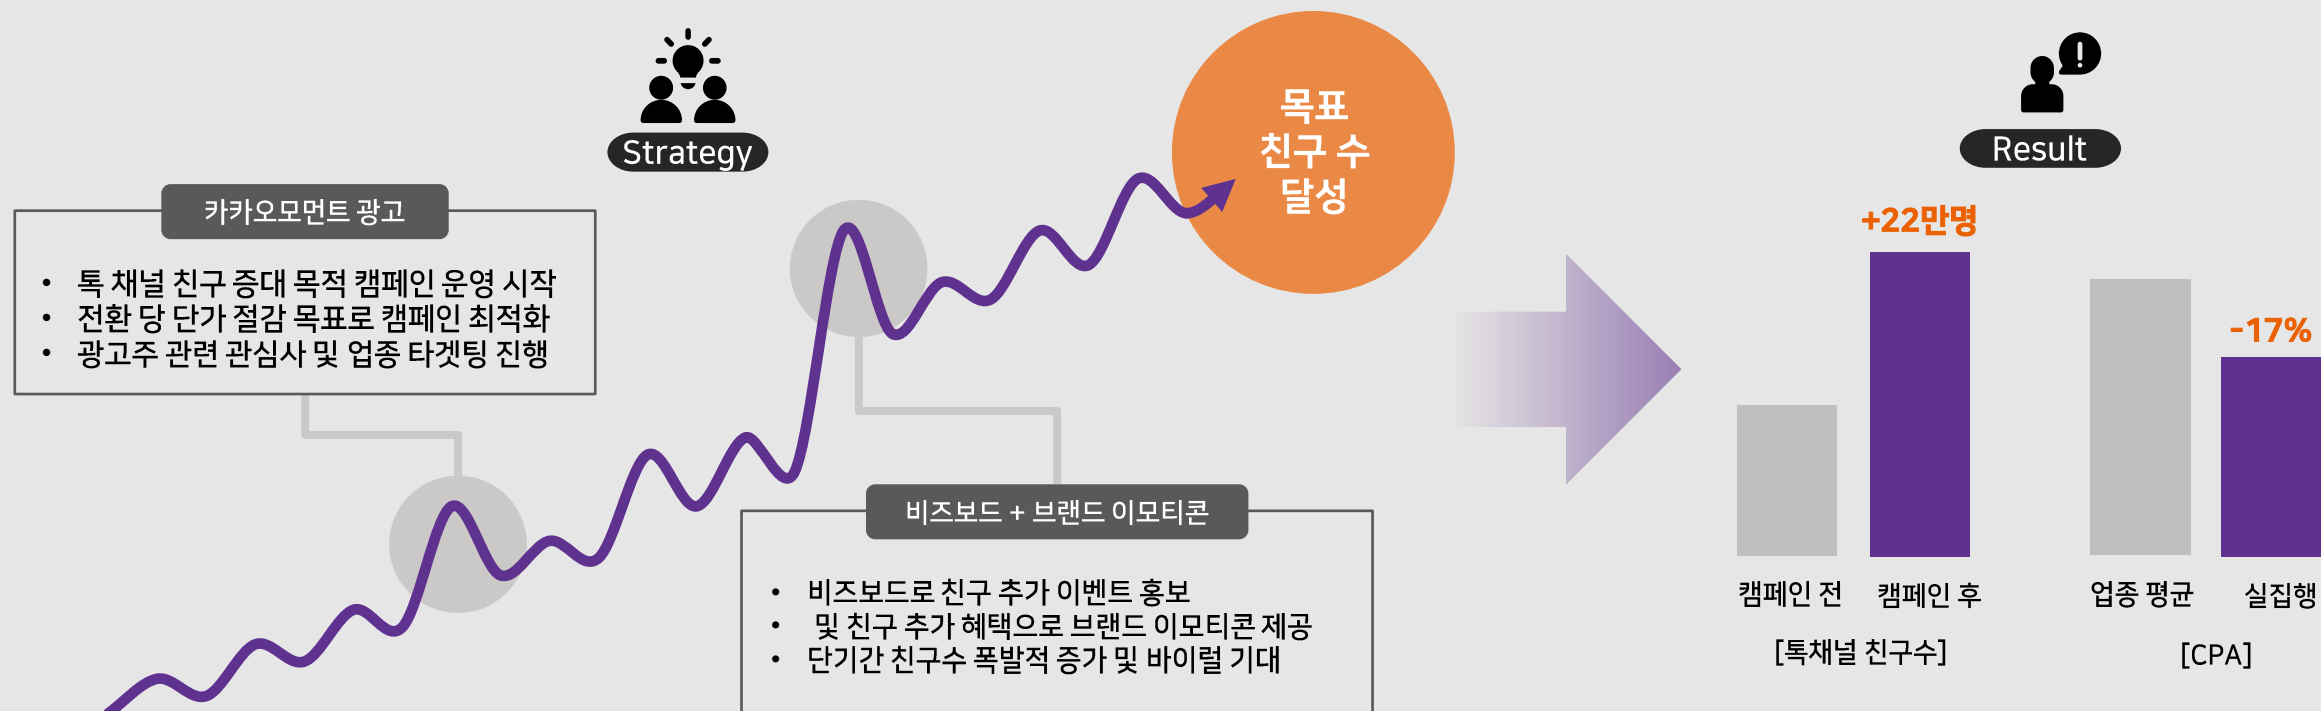 Strategy
카카오모먼트 광고
• 톡 채널 친구 증대 목적 캠페인 운영 시작
• 전환 당 단가 절감 목표로 캠페인 최적화
• 광고주 관련 관심사 및 업종 타겟팅 진행
목표
친구 수
달성
비즈보드 + 브랜드 이모티콘
• 비즈보드로 친구 추가 이벤트 홍보
• 및 친구 추가 혜택으로 브랜드 이모티콘 제공
• 단기간 친구수 폭발적 증가 및 바이럴 기대
Result
+22만명
-17%
캠페인 전
캠페인 후
업종 평균
실집행
[톡채널 친구수]
[CPA]